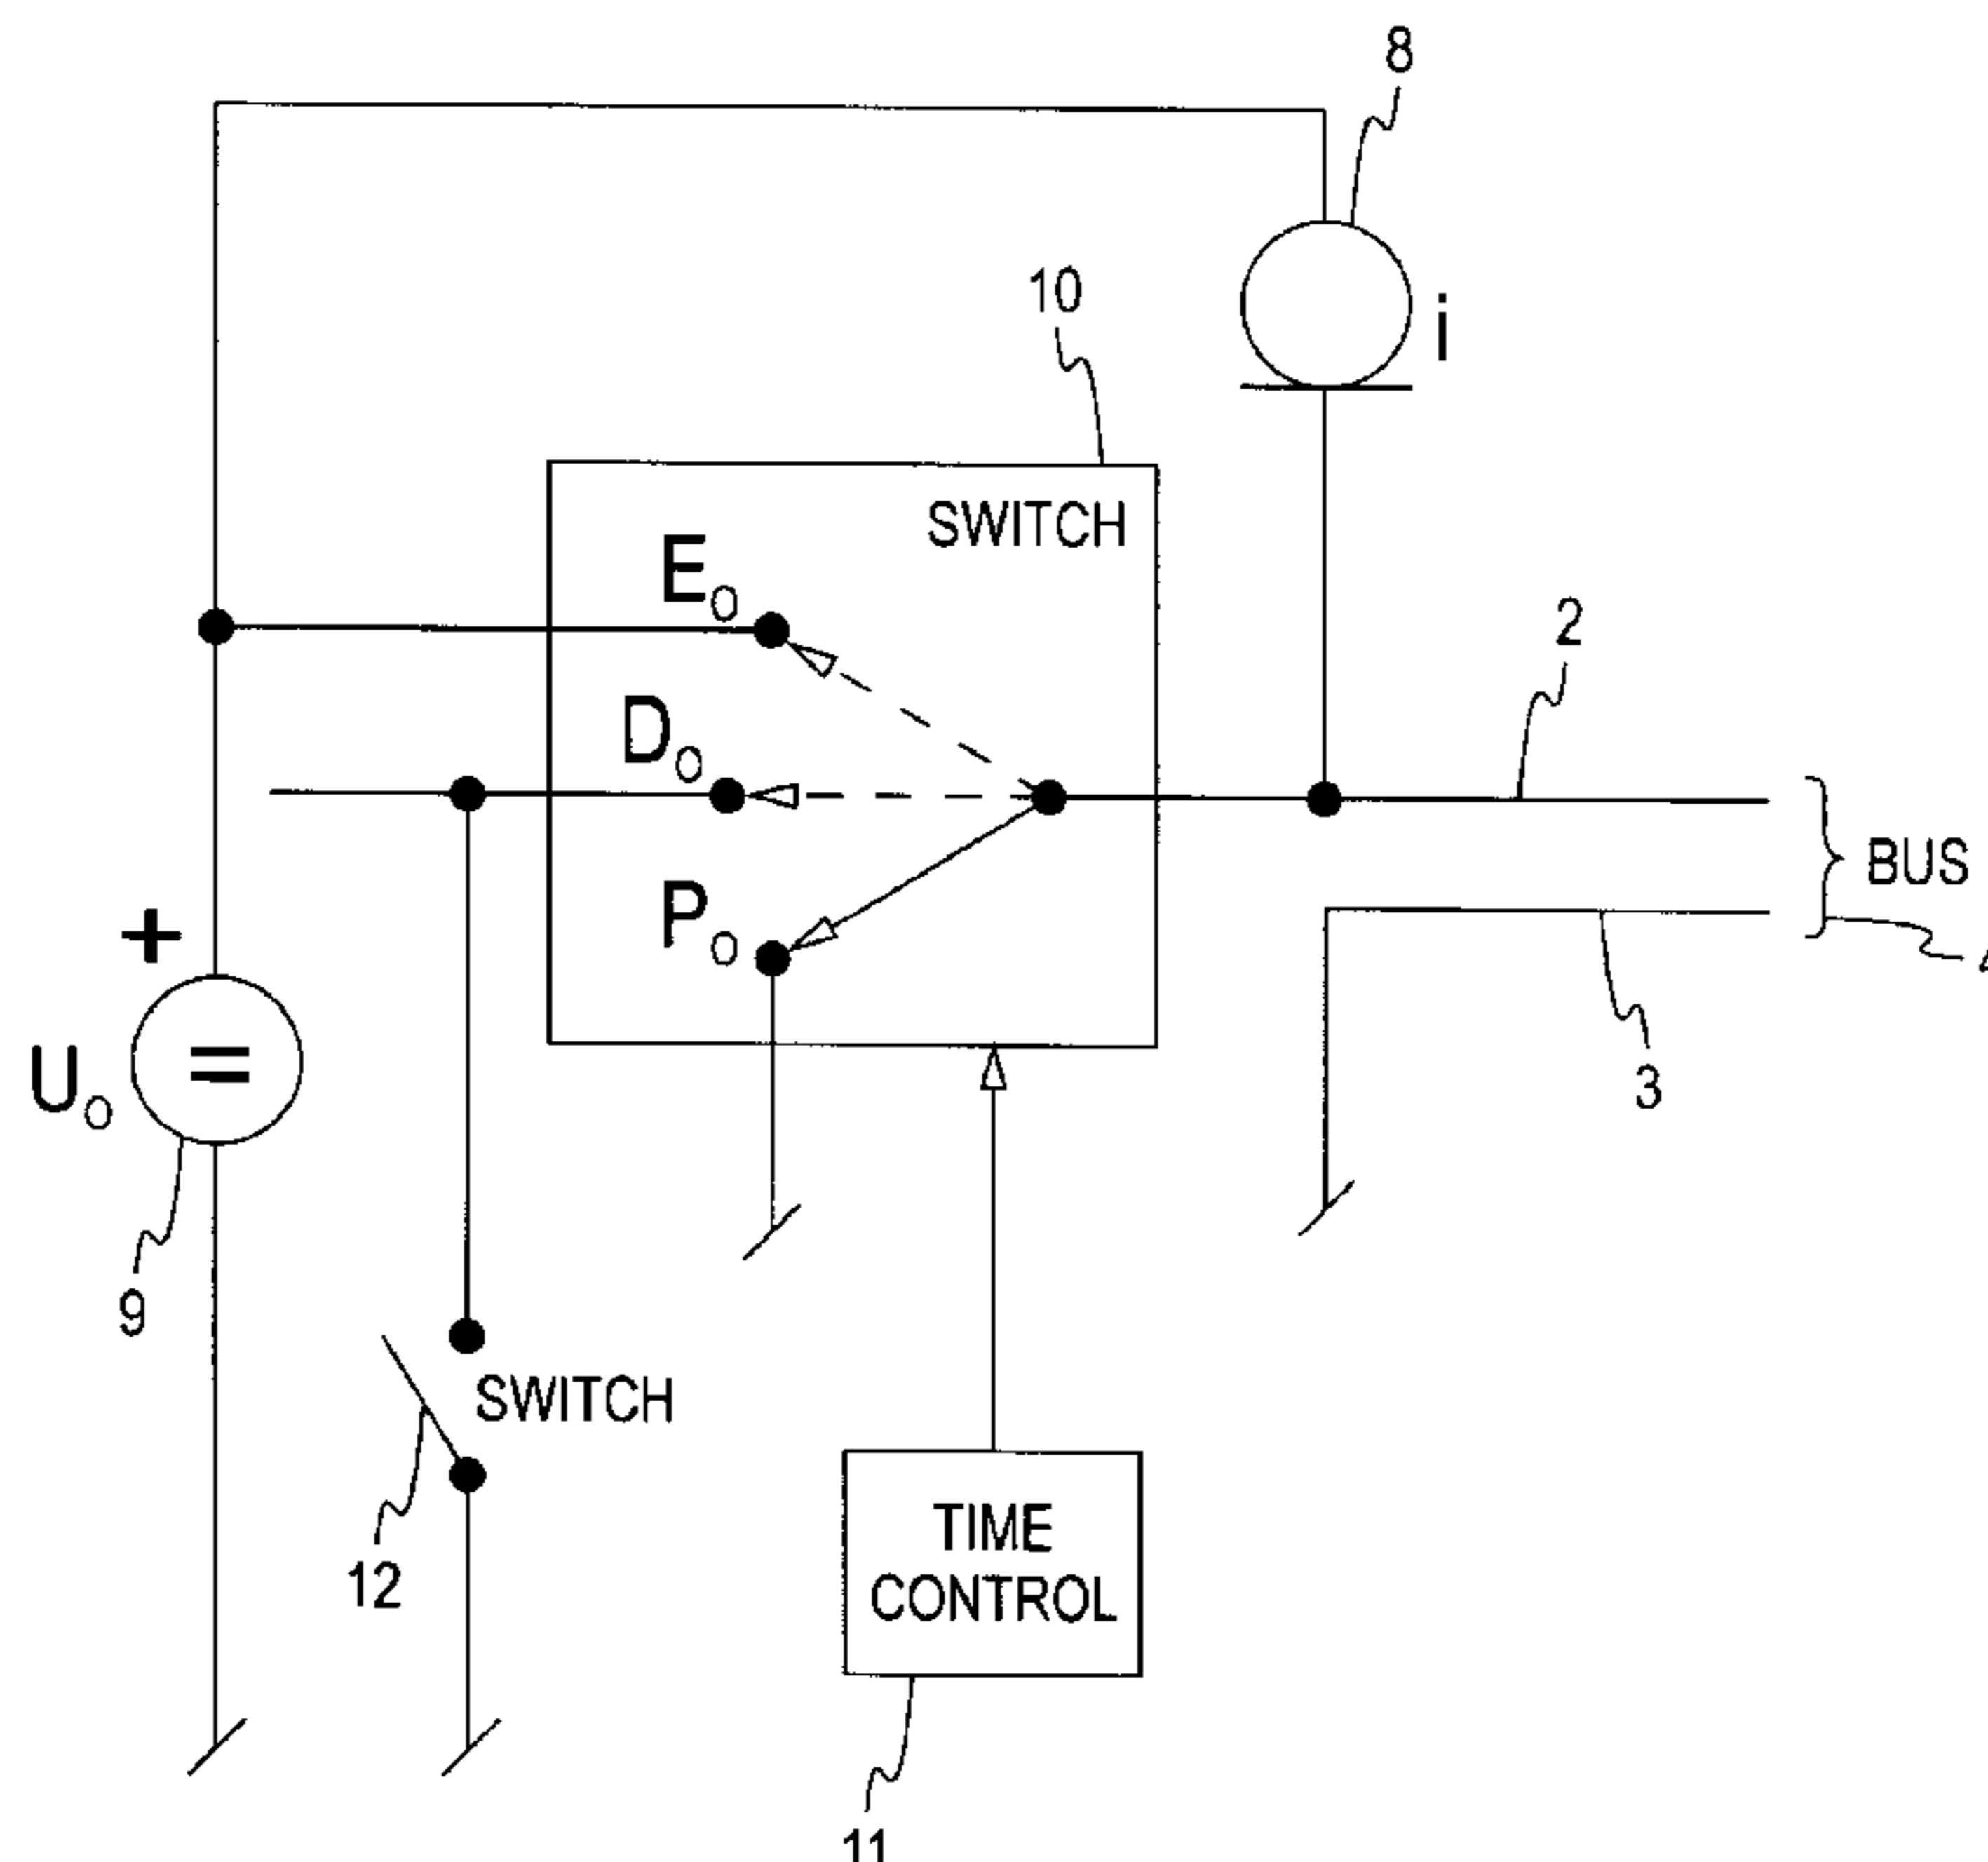 8
10
i
SWITCH
E₀
2
D₀
BUS
P₀
+
=
U₀
3
9
SWITCH
12
TIME
CONTROL
11